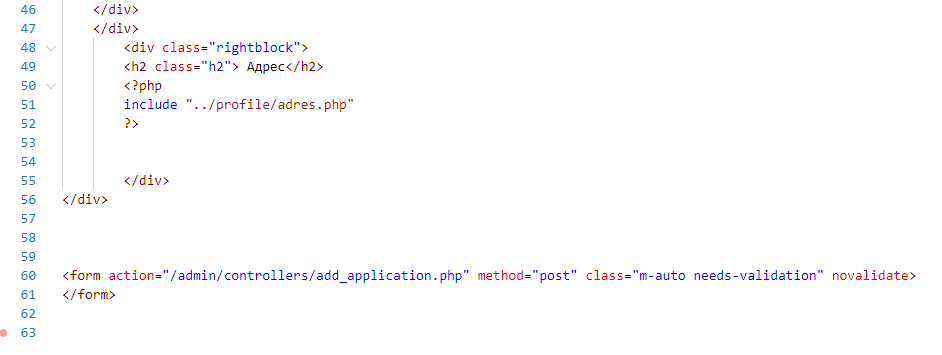 46 </div>
47 </div>
48 <div class="rightblock">
49 <h2 class="h2"> Адрес</h2>
50 <?php
51 include "../profile/adres.php"
52 ?>
53
54
55 </div>
56 </div>
57
58
59
60 <form action="/admin/controllers/add_application.php" method="post" class="m-auto needs-validation" novalidate>
61 </form>
62
63